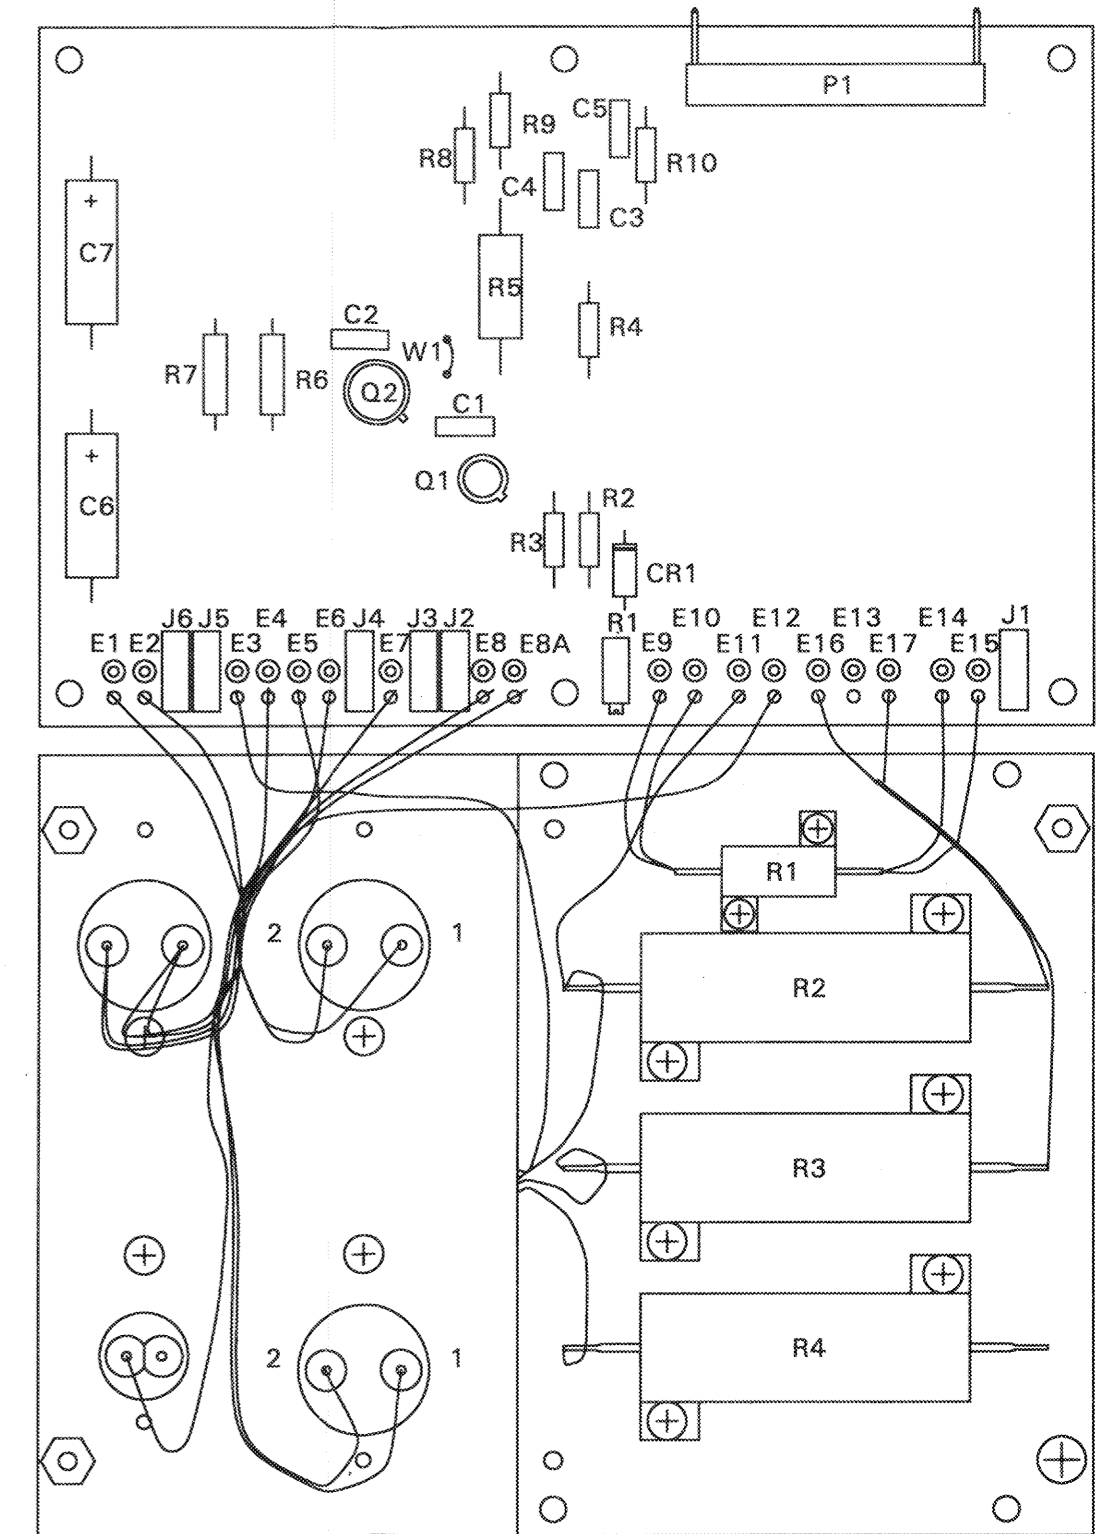 P1
C5
R9
R8
R10
C4
C3
+
C7
R5
C2
R4
W1
R7
R6
Q2
C1
+
Q1
C6
R2
R3
CR1
J6 J5 E4 E6 J4 J3 J2 R1 E10 E12 E13 E14 J1
E1 E2 E3 E5 E7 E8 E8A E9 E11 E16 E17 E15
R1
2 1
R2
R3
R4
2 1